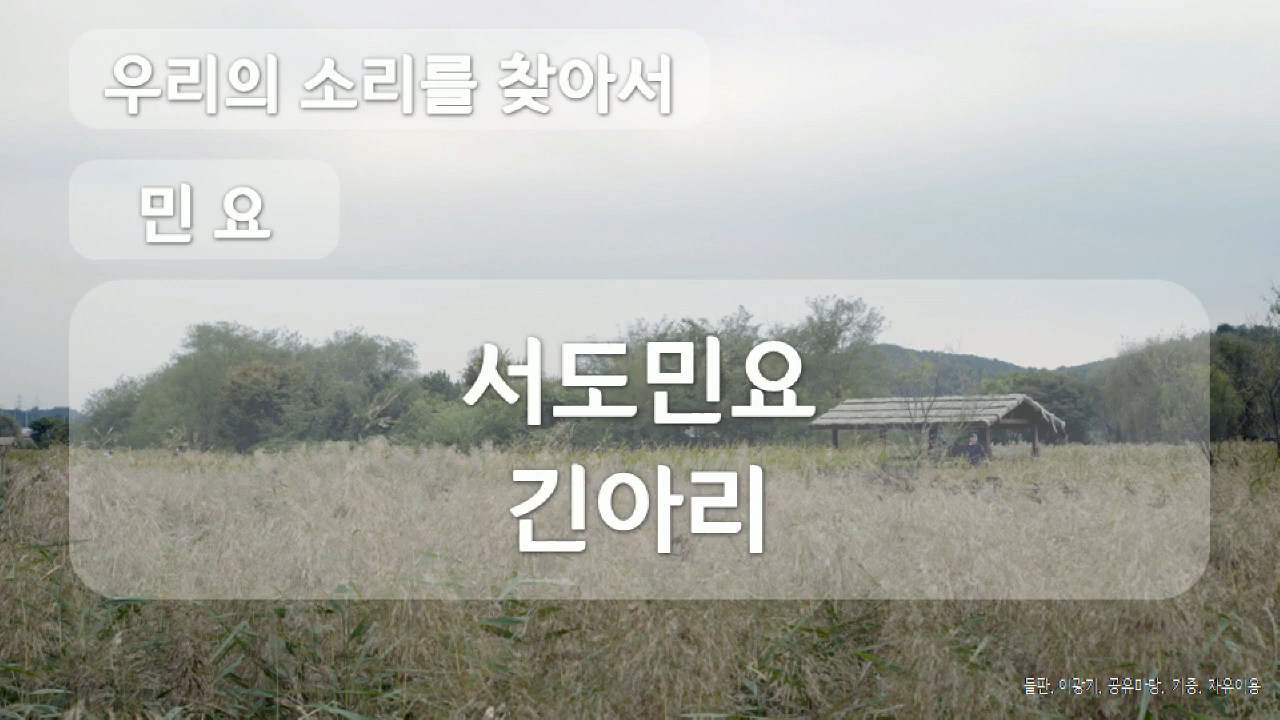 우리의 소리를 찾아서
민 요
서도민요
긴아리
들판, 이광기, 공유마당, 기증, 자유이용